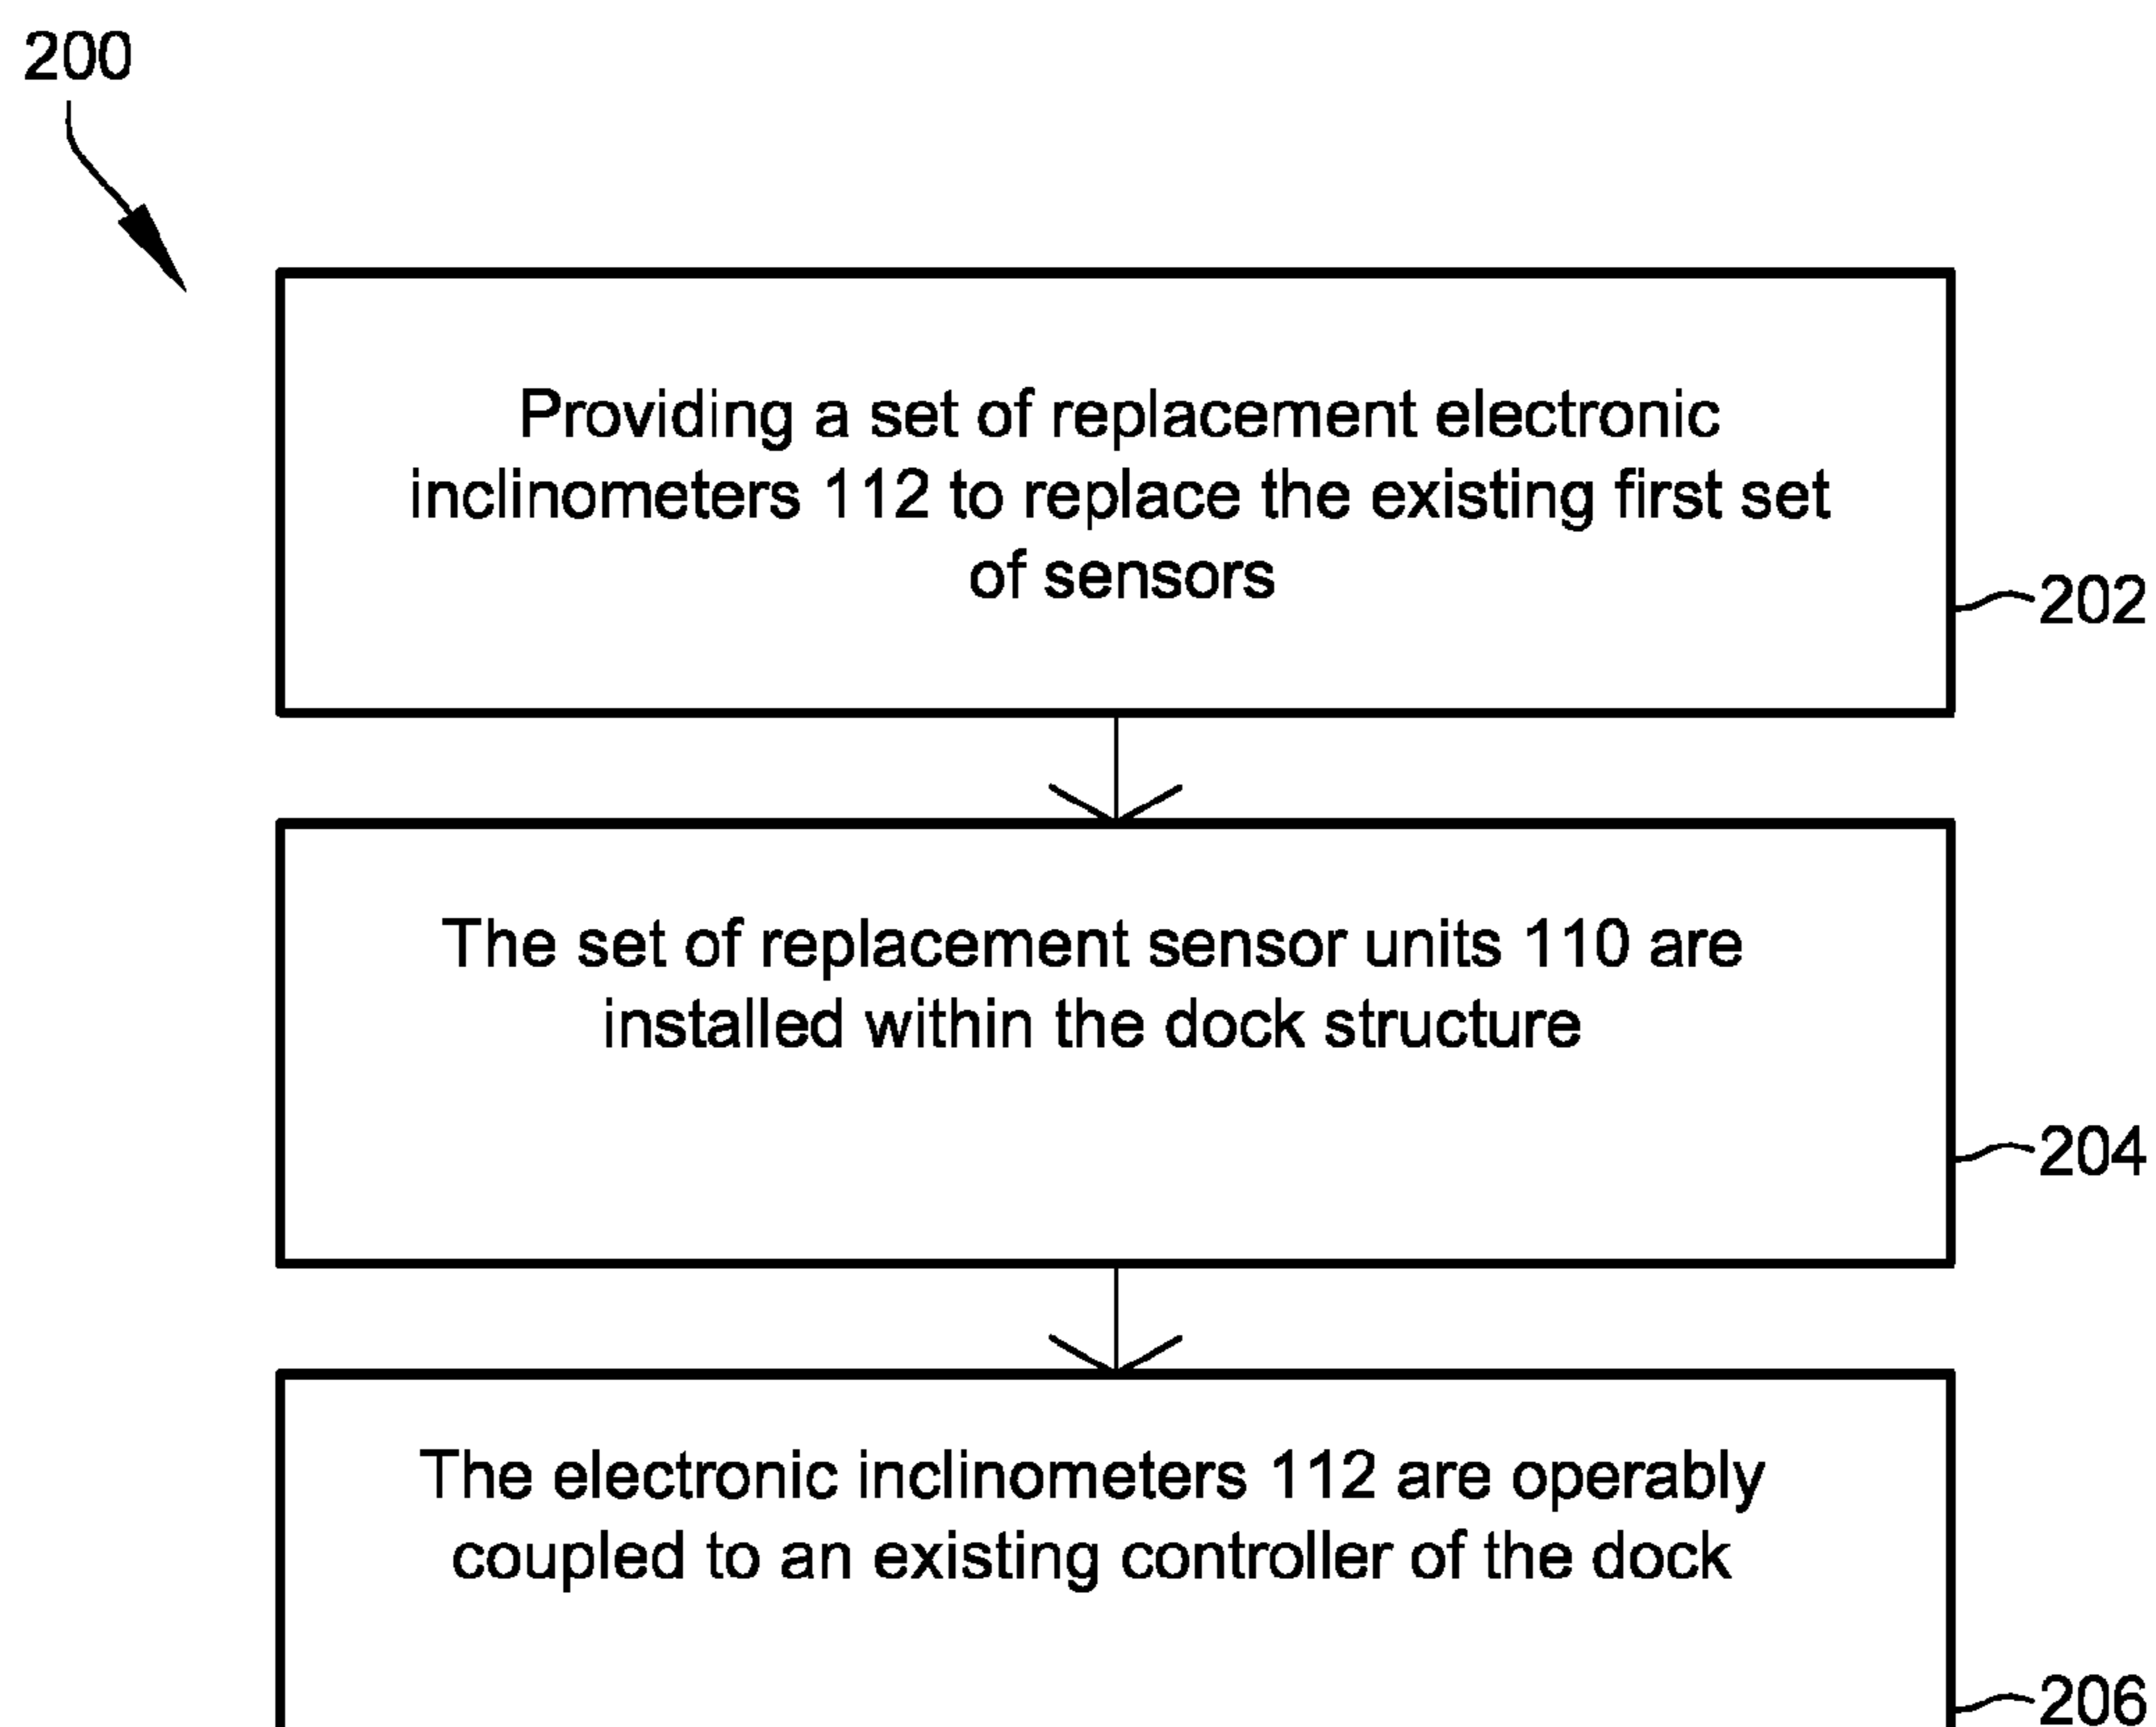 200
Providing a set of replacement electronic
inclinometers 112 to replace the existing first set
of sensors
202
The set of replacement sensor units 110 are
installed within the dock structure
204
The electronic inclinometers 112 are operably
coupled to an existing controller of the dock
206